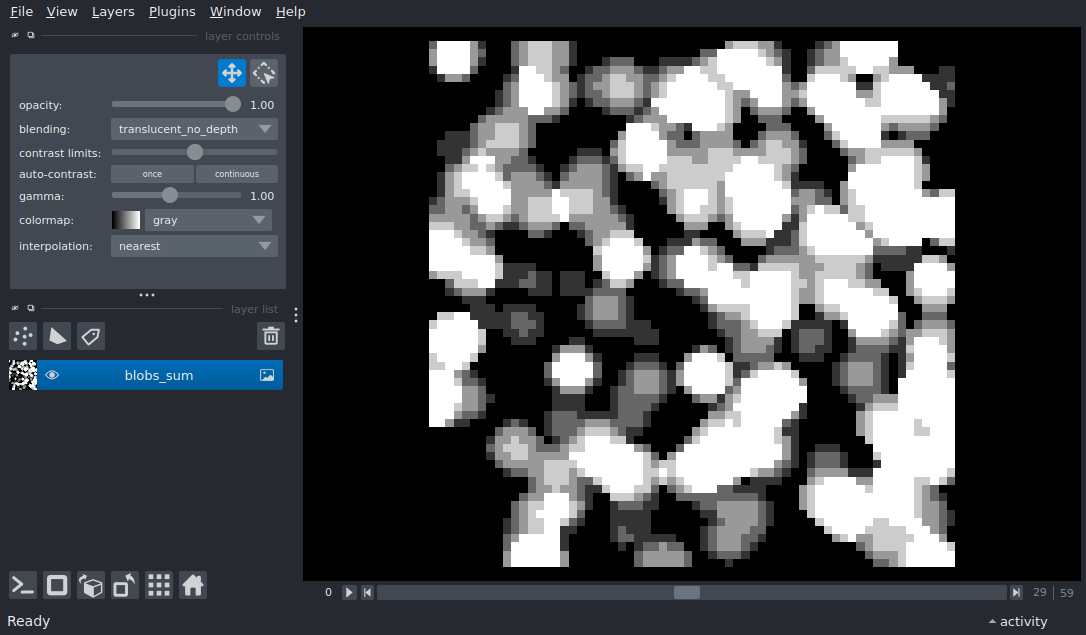 File View Layers Plugins Window Help
layer controls
opacity: 1.00
blending: translucent_no_depth
contrast limits:
auto-contrast: once continuous
gamma: 1.00
colormap: gray
interpolation: nearest
layer list
blobs_sum
0 29 | 59
Ready activity